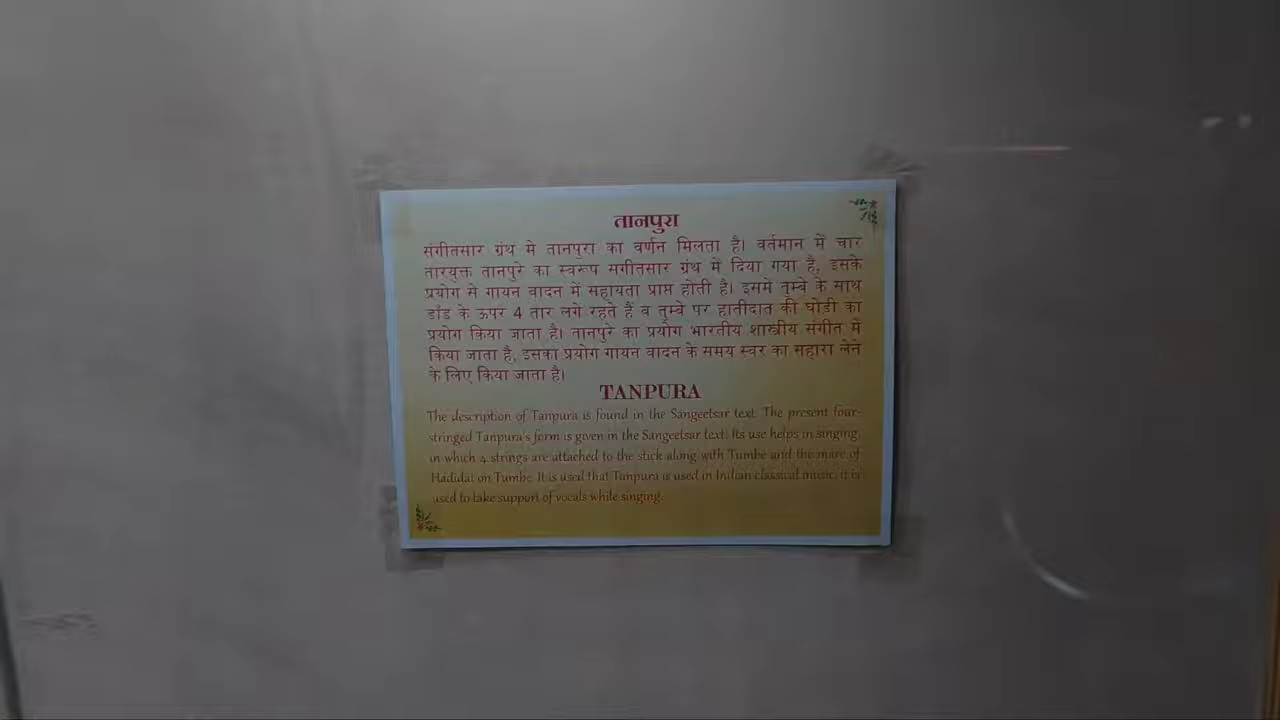 तानपुरा
संगीतसार ग्रंथ मे तानपुरा का वर्णन मिलता है। वर्तमान में चार
तारयुक्त तानपुरे का स्वरूप संगीतसार ग्रंथ में दिया गया है, इसके
प्रयोग से गायन वादन में सहायता प्राप्त होती है। इसमें तुम्बे के साथ
डाँड के ऊपर 4 तार लगे रहते हैं व तुम्बे पर हातीदात की घोड़ी का
प्रयोग किया जाता है। तानपुरे का प्रयोग भारतीय शास्त्रीय संगीत में
किया जाता है, इसका प्रयोग गायन वादन के समय स्वर का सहारा लेने
के लिए किया जाता है।
TANPURA
The description of Tanpura is found in the Sangeetsar text. The present four-
stringed Tanpura's form is given in the Sangeetsar text. Its use helps in singing,
in which 4 strings are attached to the stick along with Tumbe and the mare of
Hadidat on Tumbe. It is used that Tanpura is used in Indian classical music, it is
used to take support of vocals while singing.